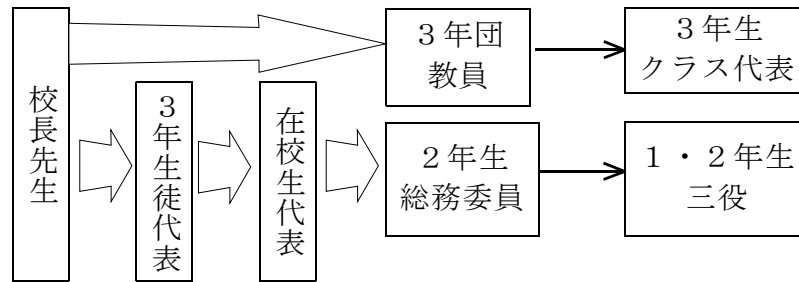 校長先生
３年生徒代表
在校生代表
３年団
教員
３年生
クラス代表
２年生
総務委員
１・２年生
三役